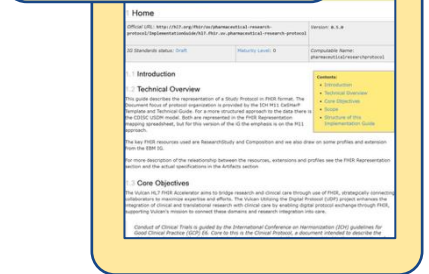 1 Home
Official URL: http://hl7.org/fhir/uv/pharmaceutical-research-
protocol/ImplementationGuide/hl7.fhir.uv.pharmaceutical-research-protocol
Version: 0.5.0
IG Standards status: Draft
Maturity Level: 0
Computable Name:
pharmaceuticalresearchprotocol
1.1 Introduction
1.2 Technical Overview
This guide describes the representation of a Study Protocol in FHIR format. The
Document focus of protocol organization is provided by the ICH M11 CeSHarP
Template and Technical Guide. For a more structured approach to the data there is
the CDISC USDM model. Both are represented in the FHIR Representation
mapping spreadsheet, but for this version of the IG the emphasis is on the M11
approach.
Contents:
• Introduction
• Technical Overview
• Core Objectives
• Scope
• Structure of this
Implementation Guide
The key FHIR resources used are ResearchStudy and Composition and we also draw on some profiles and extension
from the EBM IG.
For more description of the releationship between the resources, extensions and profiles see the FHIR Representation
section and the actual specifications in the Artifacts section.
1.3 Core Objectives
The Vulcan HL7 FHIR Accelerator aims to bridge research and clinical care through use of FHIR, strategically connecting
collaborators to maximize expertise and efforts. The Vulcan Utilizing the Digital Protocol (UDP) project enhances the
integration of clinical and translational research with clinical care by enabling digital protocol exchange through FHIR,
supporting Vulcan's mission to connect these domains and research integration into care.
Conduct of Clinical Trials is guided by the International Conference on Harmonization (ICH) guidelines for
Good Clinical Practice (GCP) E6. Core to this is the Clinical Protocol, a document intended to describe the